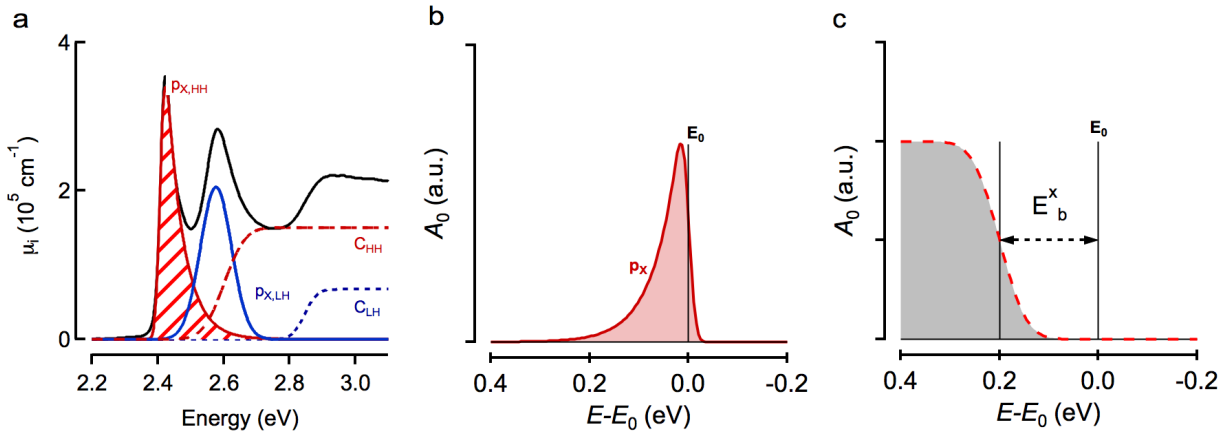 a
4
2
0
μi (10⁵ cm⁻¹)
pX,HH
pX,LH
CHH
CLH
2.2 2.4 2.6 2.8 3.0
Energy (eV)
b
A0 (a.u.)
E0
pX
0.4 0.2 0.0 -0.2
E-E0 (eV)
c
A0 (a.u.)
E0
Exb
0.4 0.2 0.0 -0.2
E-E0 (eV)